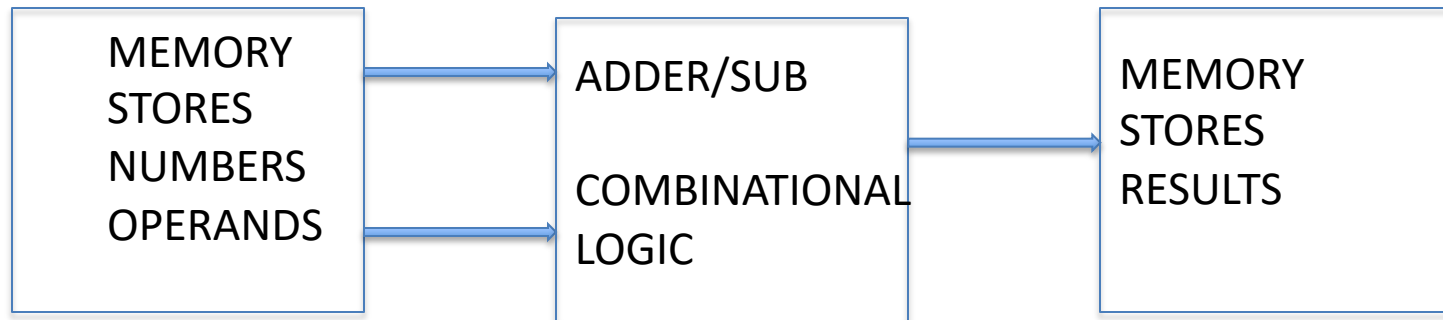 MEMORY
STORES
NUMBERS
OPERANDS
ADDER/SUB
COMBINATIONAL
LOGIC
MEMORY
STORES
RESULTS